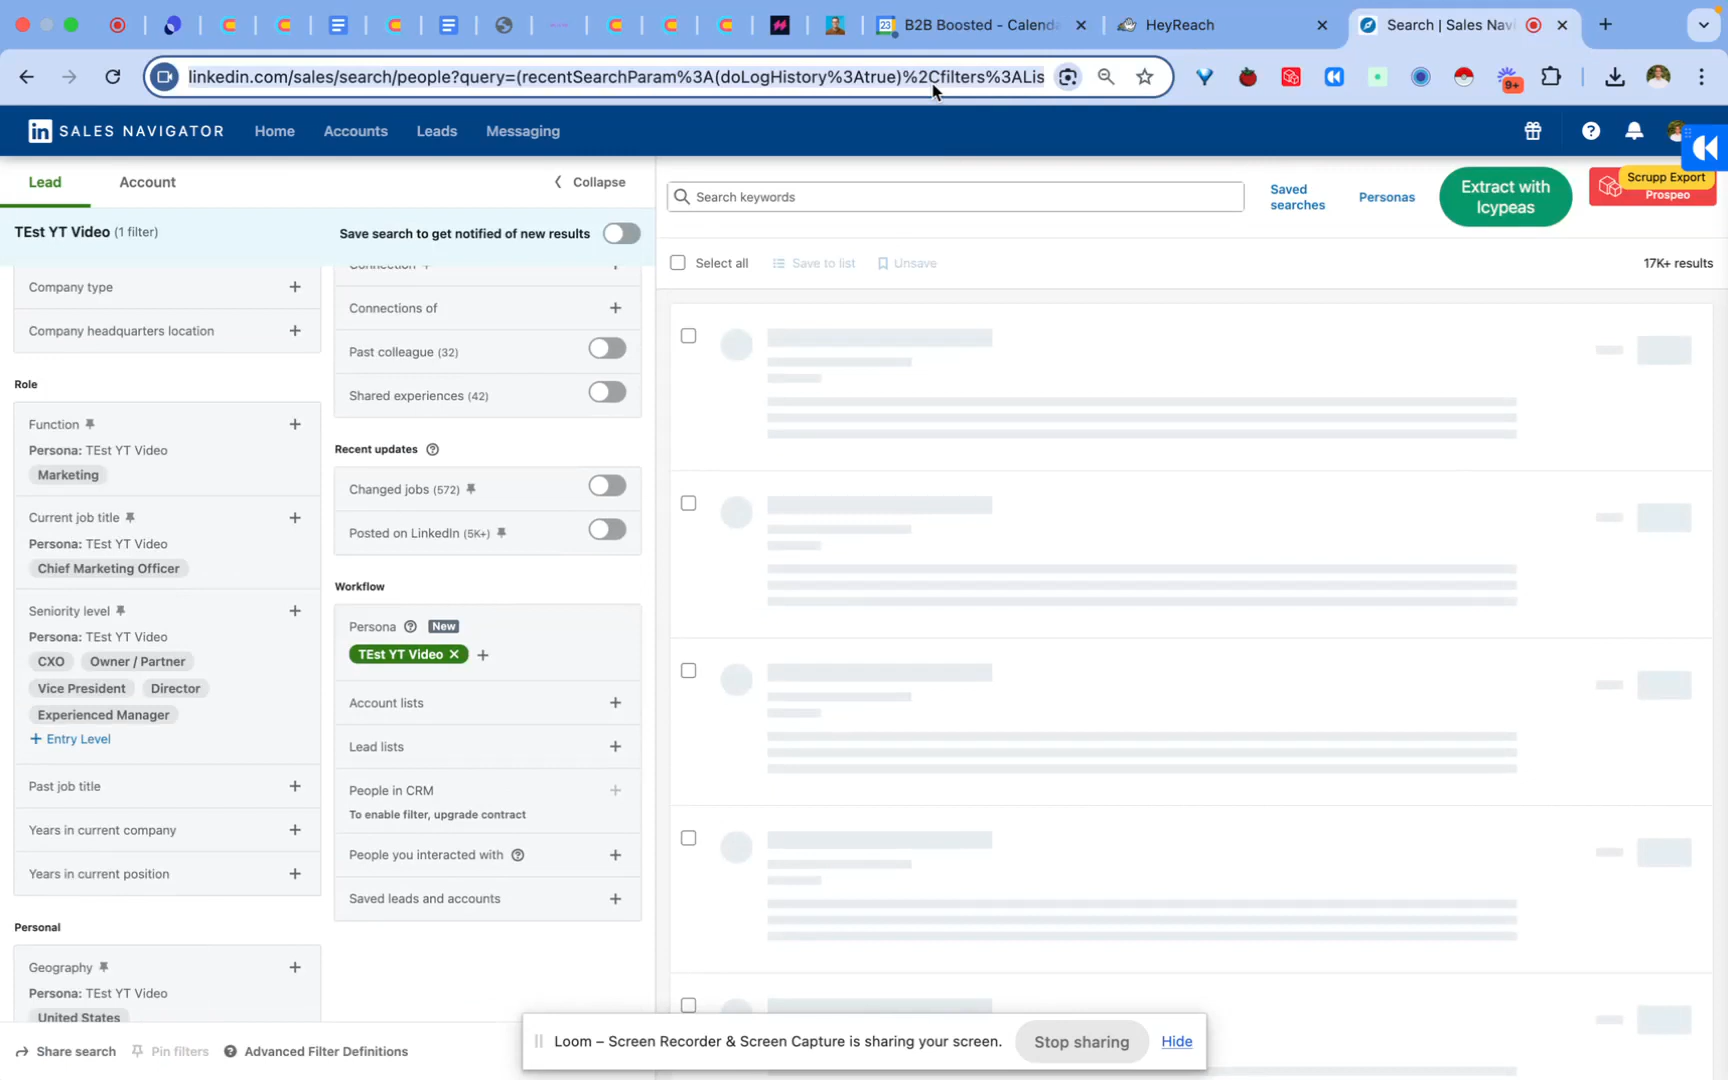 B2B Boosted - Calenda
HeyReach
Search | Sales Navi
linkedin.com/sales/search/people?query=(recentSearchParam%3A(doLogHistory%3Atrue)%2Cfilters%3ALis
9+
in SALES NAVIGATOR
Home
Accounts
Leads
Messaging
Lead
Account
Collapse
Search keywords
Saved searches
Personas
Extract with
Icypeas
Scrupp Export
Prospeo
TEst YT Video (1 filter)
Save search to get notified of new results
Select all
Save to list
Unsave
17K+ results
Company type
Company headquarters location
Role
Function
Persona: TEst YT Video
Marketing
Current job title
Persona: TEst YT Video
Chief Marketing Officer
Seniority level
Persona: TEst YT Video
CXO
Owner / Partner
Vice President
Director
Experienced Manager
+ Entry Level
Past job title
Years in current company
Years in current position
Personal
Geography
Persona: TEst YT Video
United States
Connection
Connections of
Past colleague (32)
Shared experiences (42)
Recent updates
Changed jobs (572)
Posted on LinkedIn (5K+)
Workflow
Persona
New
TEst YT Video
Account lists
Lead lists
People in CRM
To enable filter, upgrade contract
People you interacted with
Saved leads and accounts
Share search
Pin filters
Advanced Filter Definitions
Loom – Screen Recorder & Screen Capture is sharing your screen.
Stop sharing
Hide